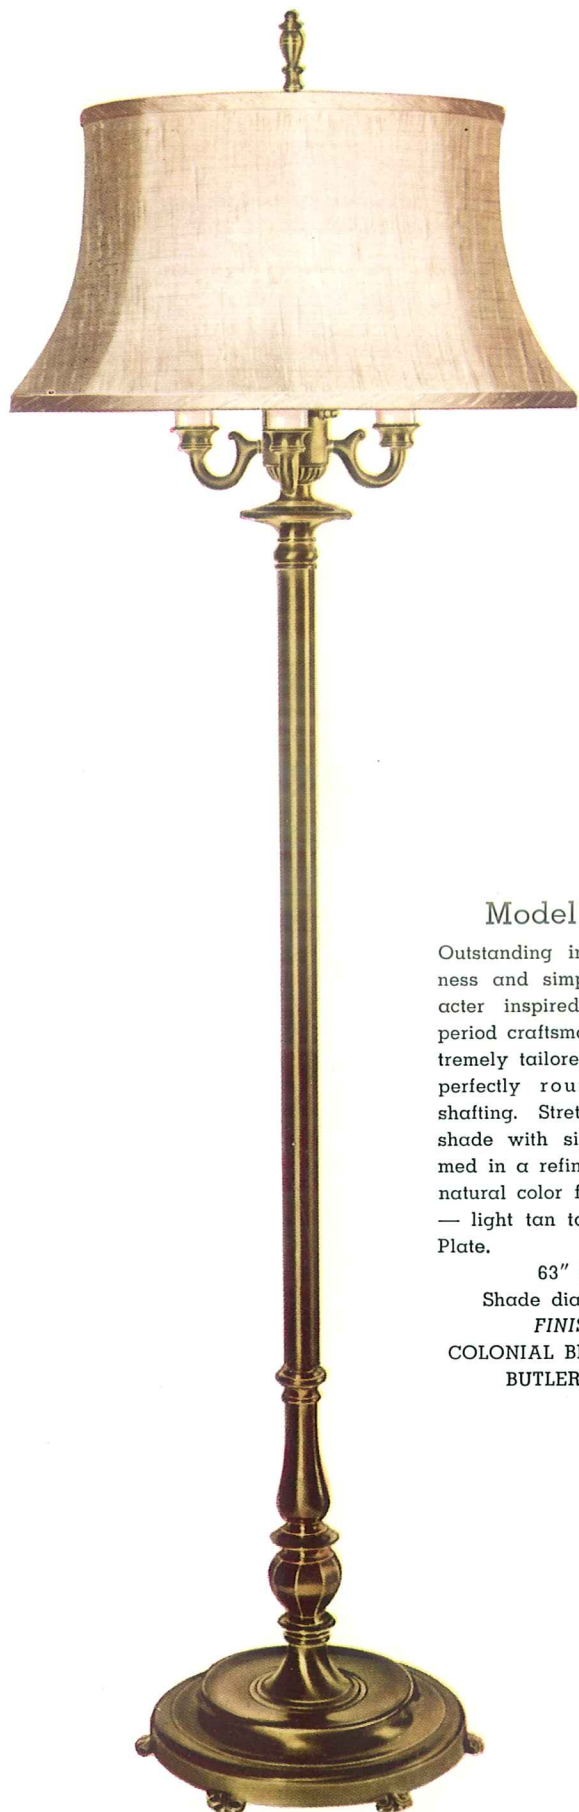 Model
Outstanding in
ness and simp
acter inspired
period craftsma
tremely tailore
perfectly rou
shafting. Stret
shade with si
med in a refin
natural color f
— light tan to
Plate.
63"
Shade dia
FINIS
COLONIAL B
BUTLER